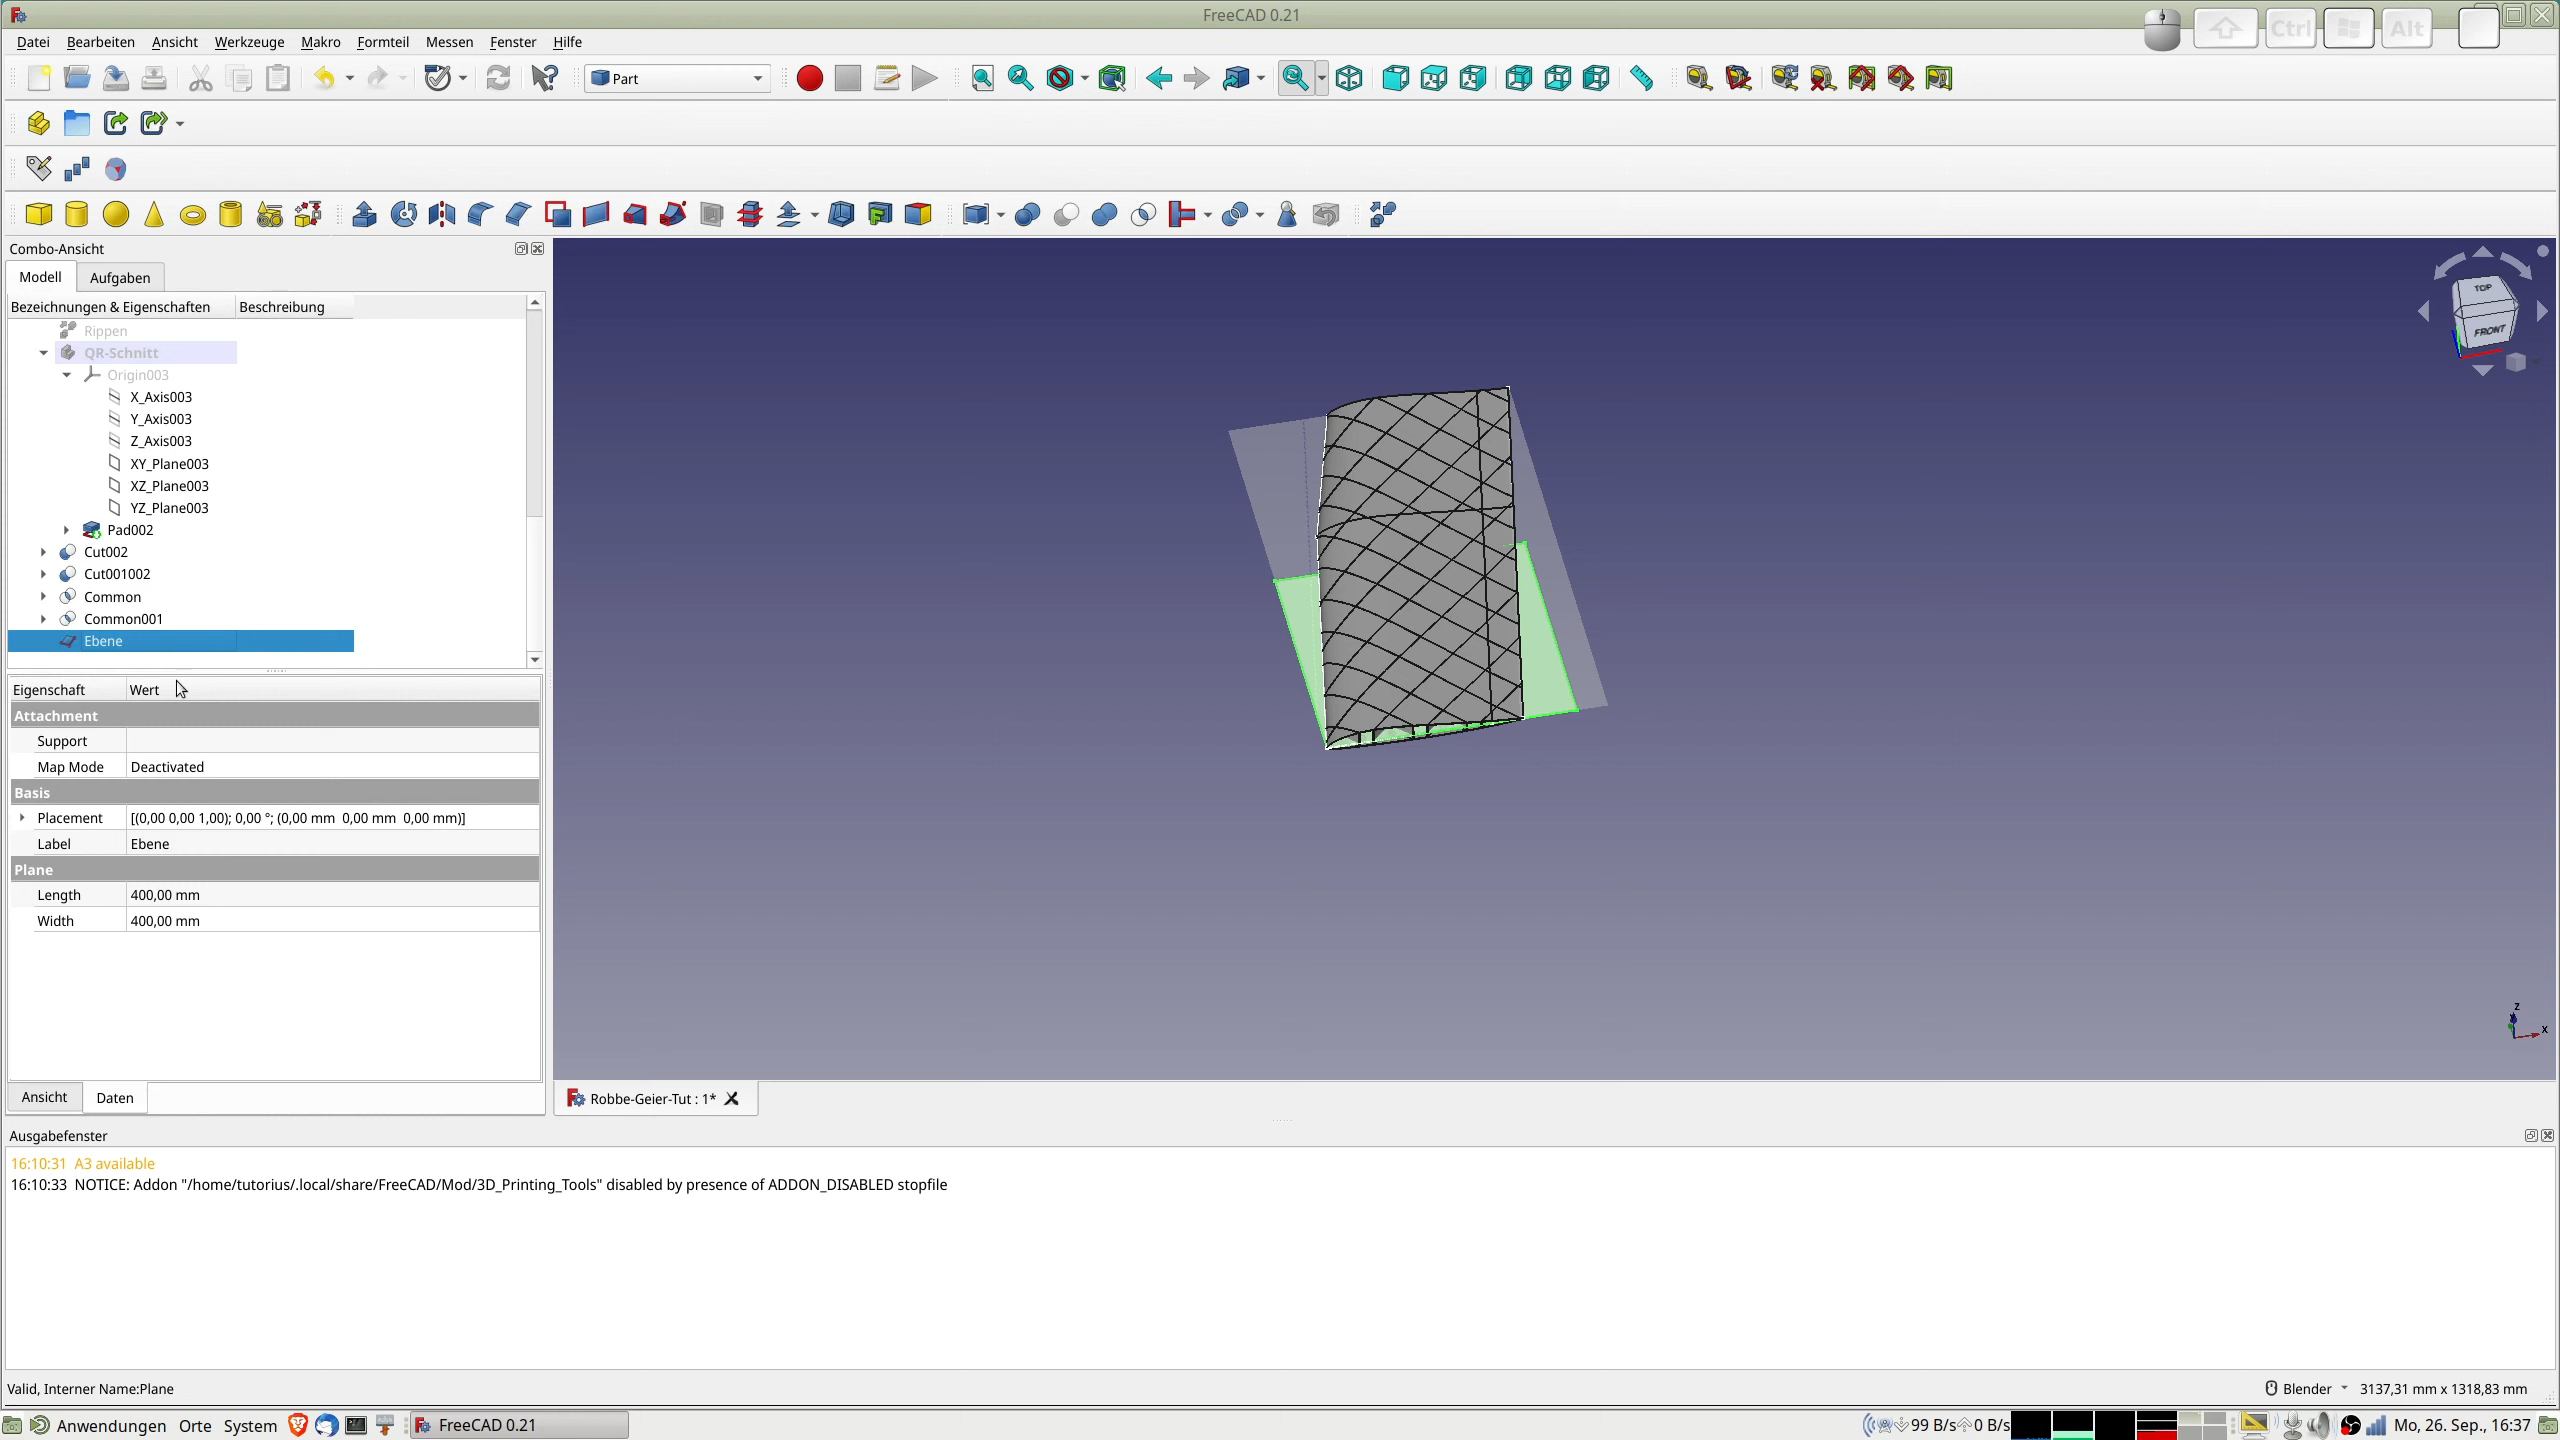 FreeCAD 0.21
Ctrl
Alt
Datei Bearbeiten Ansicht Werkzeuge Makro Formteil Messen Fenster Hilfe
Part
Combo-Ansicht
Modell Aufgaben
Bezeichnungen & Eigenschaften Beschreibung
Rippen
QR-Schnitt
Origin003
X_Axis003
Y_Axis003
Z_Axis003
XY_Plane003
XZ_Plane003
YZ_Plane003
Pad002
Cut002
Cut001002
Common
Common001
Ebene
Eigenschaft Wert
Attachment
Support
Map Mode Deactivated
Basis
Placement [(0,00 0,00 1,00); 0,00 °; (0,00 mm 0,00 mm 0,00 mm)]
Label Ebene
Plane
Length 400,00 mm
Width 400,00 mm
Ansicht Daten
TOP
FRONT
z
x
Robbe-Geier-Tut : 1*
Ausgabefenster
16:10:31 A3 available
16:10:33 NOTICE: Addon "/home/tutorius/.local/share/FreeCAD/Mod/3D_Printing_Tools" disabled by presence of ADDON_DISABLED stopfile
Valid, Interner Name:Plane
Blender 3137,31 mm x 1318,83 mm
Anwendungen Orte System FreeCAD 0.21 99 B/s 0 B/s Mo, 26. Sep., 16:37